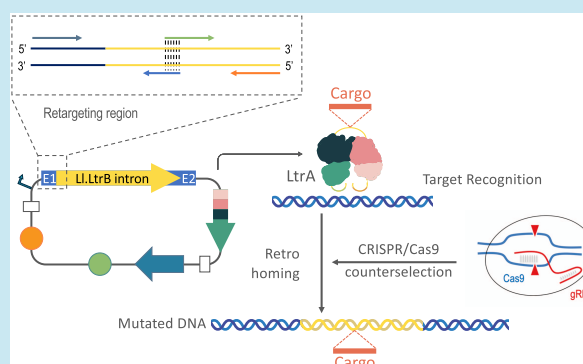 5' 3'
3' 5'
Retargeting region
Cargo
E1 Ll.LtrB intron E2
LtrA
Target Recognition
Retro
homing
CRISPR/Cas9
counterselection
Cas9
Mutated DNA
Cargo